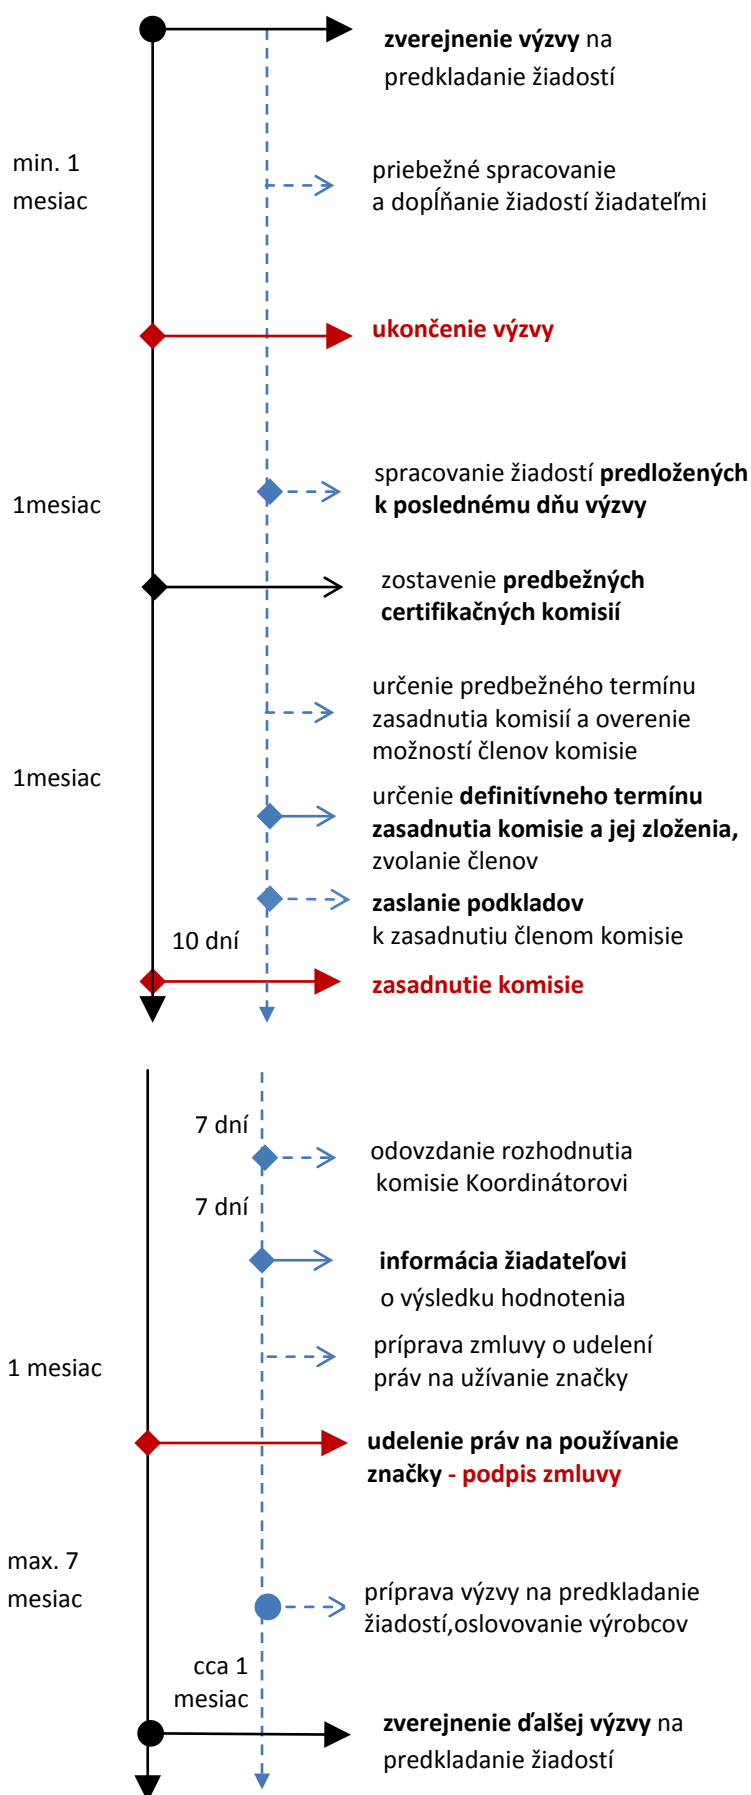 zverejnenie výzvy na
predkladanie žiadostí
min. 1
mesiac
priebežné spracovanie
a dopĺňanie žiadostí žiadateľmi
ukončenie výzvy
1mesiac
spracovanie žiadostí predložených
k poslednému dňu výzvy
zostavenie predbežných
certifikačných komisií
určenie predbežného termínu
zasadnutia komisií a overenie
možností členov komisie
1mesiac
určenie definitívneho termínu
zasadnutia komisie a jej zloženia,
zvolanie členov
zaslanie podkladov
k zasadnutiu členom komisie
10 dní
zasadnutie komisie
7 dní
odovzdanie rozhodnutia
komisie Koordinátorovi
7 dní
informácia žiadateľovi
o výsledku hodnotenia
1 mesiac
príprava zmluvy o udelení
práv na užívanie značky
udelenie práv na používanie
značky - podpis zmluvy
max. 7
mesiac
príprava výzvy na predkladanie
žiadostí,oslovovanie výrobcov
cca 1
mesiac
zverejnenie ďalšej výzvy na
predkladanie žiadostí